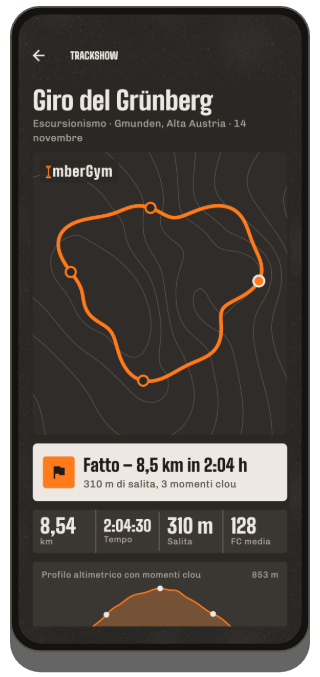 TRACKSHOW
Giro del Grünberg
Escursionismo · Gmunden, Alta Austria · 14
novembre
ImberGym
Fatto – 8,5 km in 2:04 h
310 m di salita, 3 momenti clou
8,54
km
2:04:30
Tempo
310 m
Salita
128
FC media
Profilo altimetrico con momenti clou
853 m